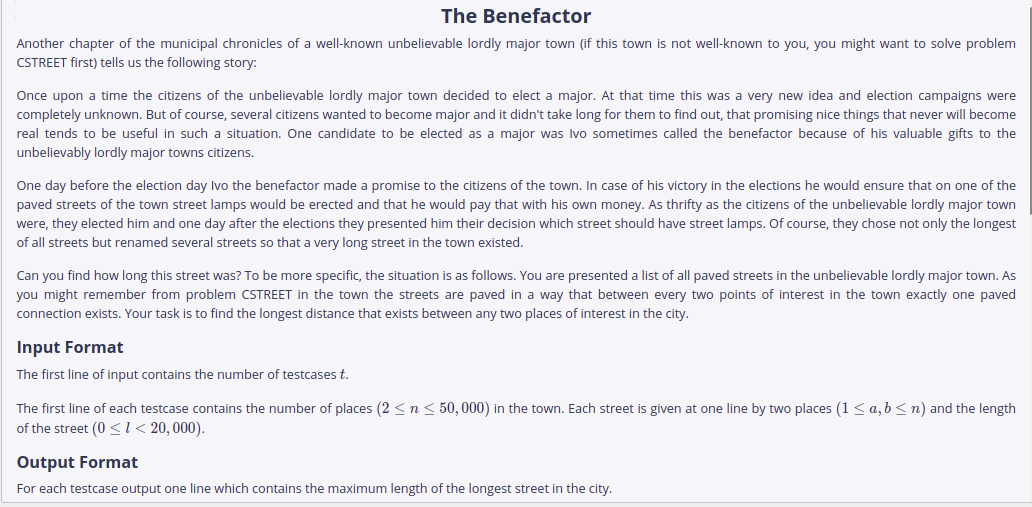 The Benefactor
Another chapter of the municipal chronicles of a well-known unbelievable lordly major town (if this town is not well-known to you, you might want to solve problem
CSTREET first) tells us the following story:
Once upon a time the citizens of the unbelievable lordly major town decided to elect a major. At that time this was a very new idea and election campaigns were
completely unknown. But of course, several citizens wanted to become major and it didn't take long for them to find out, that promising nice things that never will become
real tends to be useful in such a situation. One candidate to be elected as a major was Ivo sometimes called the benefactor because of his valuable gifts to the
unbelievably lordly major towns citizens.
One day before the election day Ivo the benefactor made a promise to the citizens of the town. In case of his victory in the elections he would ensure that on one of the
paved streets of the town street lamps would be erected and that he would pay that with his own money. As thrifty as the citizens of the unbelievable lordly major town
were, they elected him and one day after the elections they presented him their decision which street should have street lamps. Of course, they chose not only the longest
of all streets but renamed several streets so that a very long street in the town existed.
Can you find how long this street was? To be more specific, the situation is as follows. You are presented a list of all paved streets in the unbelievable lordly major town. As
you might remember from problem CSTREET in the town the streets are paved in a way that between every two points of interest in the town exactly one paved
connection exists. Your task is to find the longest distance that exists between any two places of interest in the city.
Input Format
The first line of input contains the number of testcases t.
The first line of each testcase contains the number of places (2 ≤ n ≤ 50, 000) in the town. Each street is given at one line by two places (1 ≤ a, b ≤ n) and the length
of the street (0 ≤ l < 20, 000).
Output Format
For each testcase output one line which contains the maximum length of the longest street in the city.